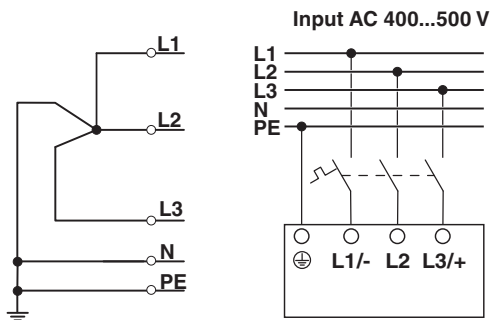 Input AC 400...500 V
L1
L2
L3
N
PE
L1
L2
L3
N
PE
L1/- L2 L3/+